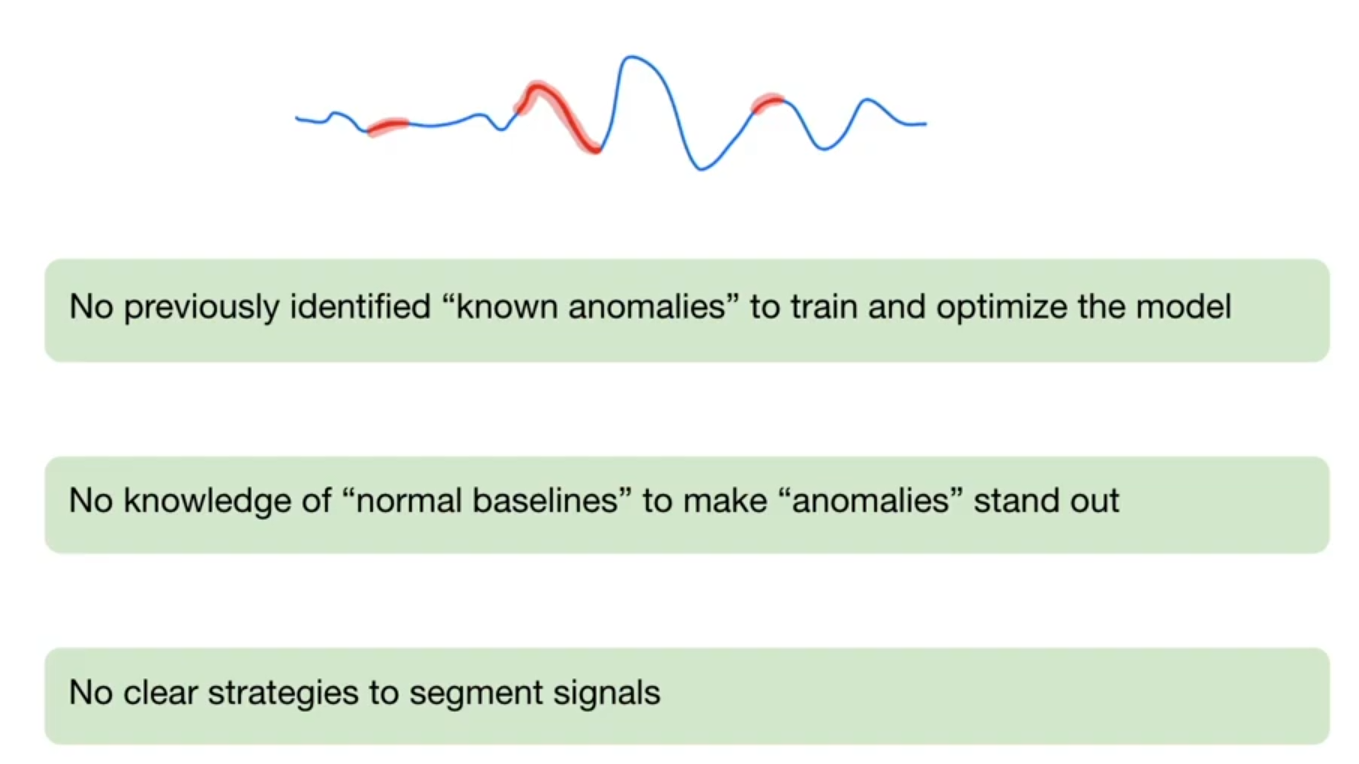 No previously identified “known anomalies” to train and optimize the model
No knowledge of “normal baselines” to make “anomalies” stand out
No clear strategies to segment signals